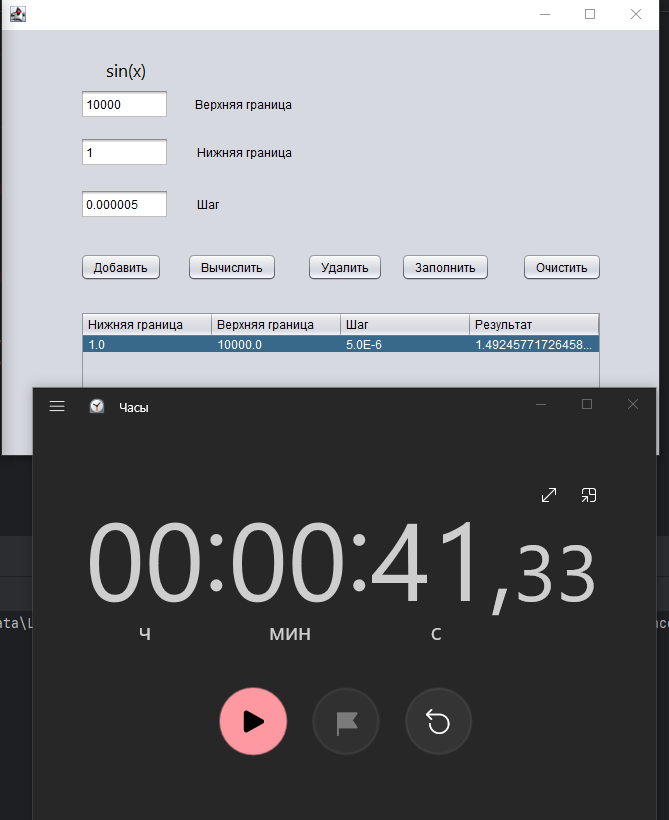 sin(x)
10000 Верхняя граница
1 Нижняя граница
0.000005 Шаг
Добавить Вычислить Удалить Заполнить Очистить
Нижняя граница Верхняя граница Шаг Результат
1.0 10000.0 5.0E-6 1.49245771726458...
Часы
00:00:41,33
ч мин с
ata\L